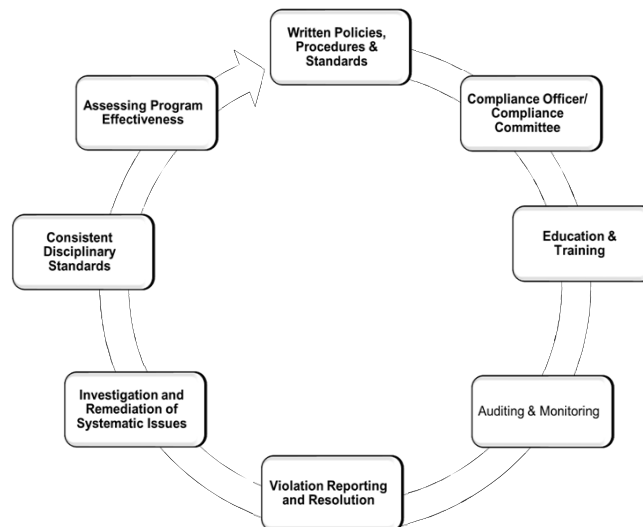 Written Policies,
Procedures &
Standards
Compliance Officer/
Compliance
Committee
Education &
Training
Auditing & Monitoring
Violation Reporting
and Resolution
Investigation and
Remediation of
Systematic Issues
Consistent
Disciplinary
Standards
Assessing Program
Effectiveness